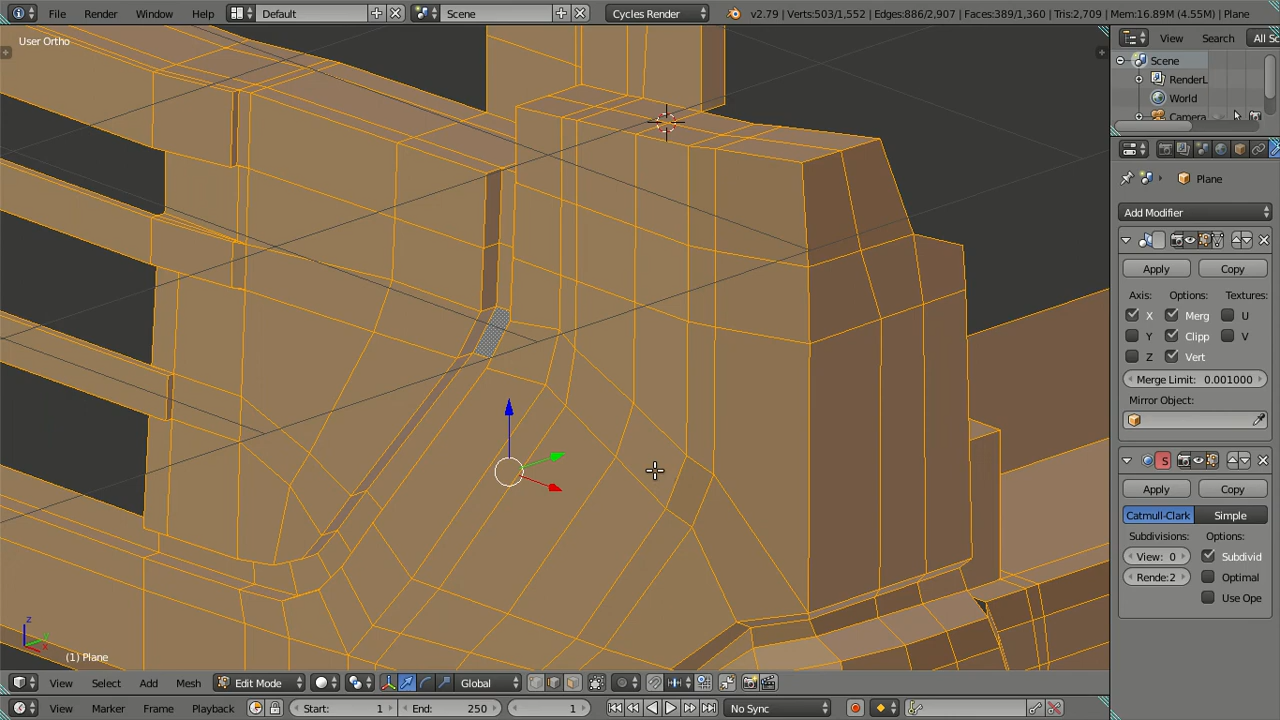 File Render Window Help Default Scene Cycles Render v2.79 | Verts:503/1,552 | Edges:886/2,907 | Faces:389/1,360 | Tris:2,709 | Mem:16.89M (4.55M) | Plane
User Ortho
View Search All Sc
Scene
RenderL
World
Camera
Plane
Add Modifier
Apply Copy
Axis: Options: Textures:
X Merg U
Y Clipp V
Z Vert
Merge Limit: 0.001000
Mirror Object:
S
Apply Copy
Catmull-Clark Simple
Subdivisions: Options:
View: 0 Subdivid
Rende:2 Optimal
Use Ope
z
y
x
(1) Plane
View Select Add Mesh Edit Mode Global
View Marker Frame Playback Start: 1 End: 250 1 No Sync